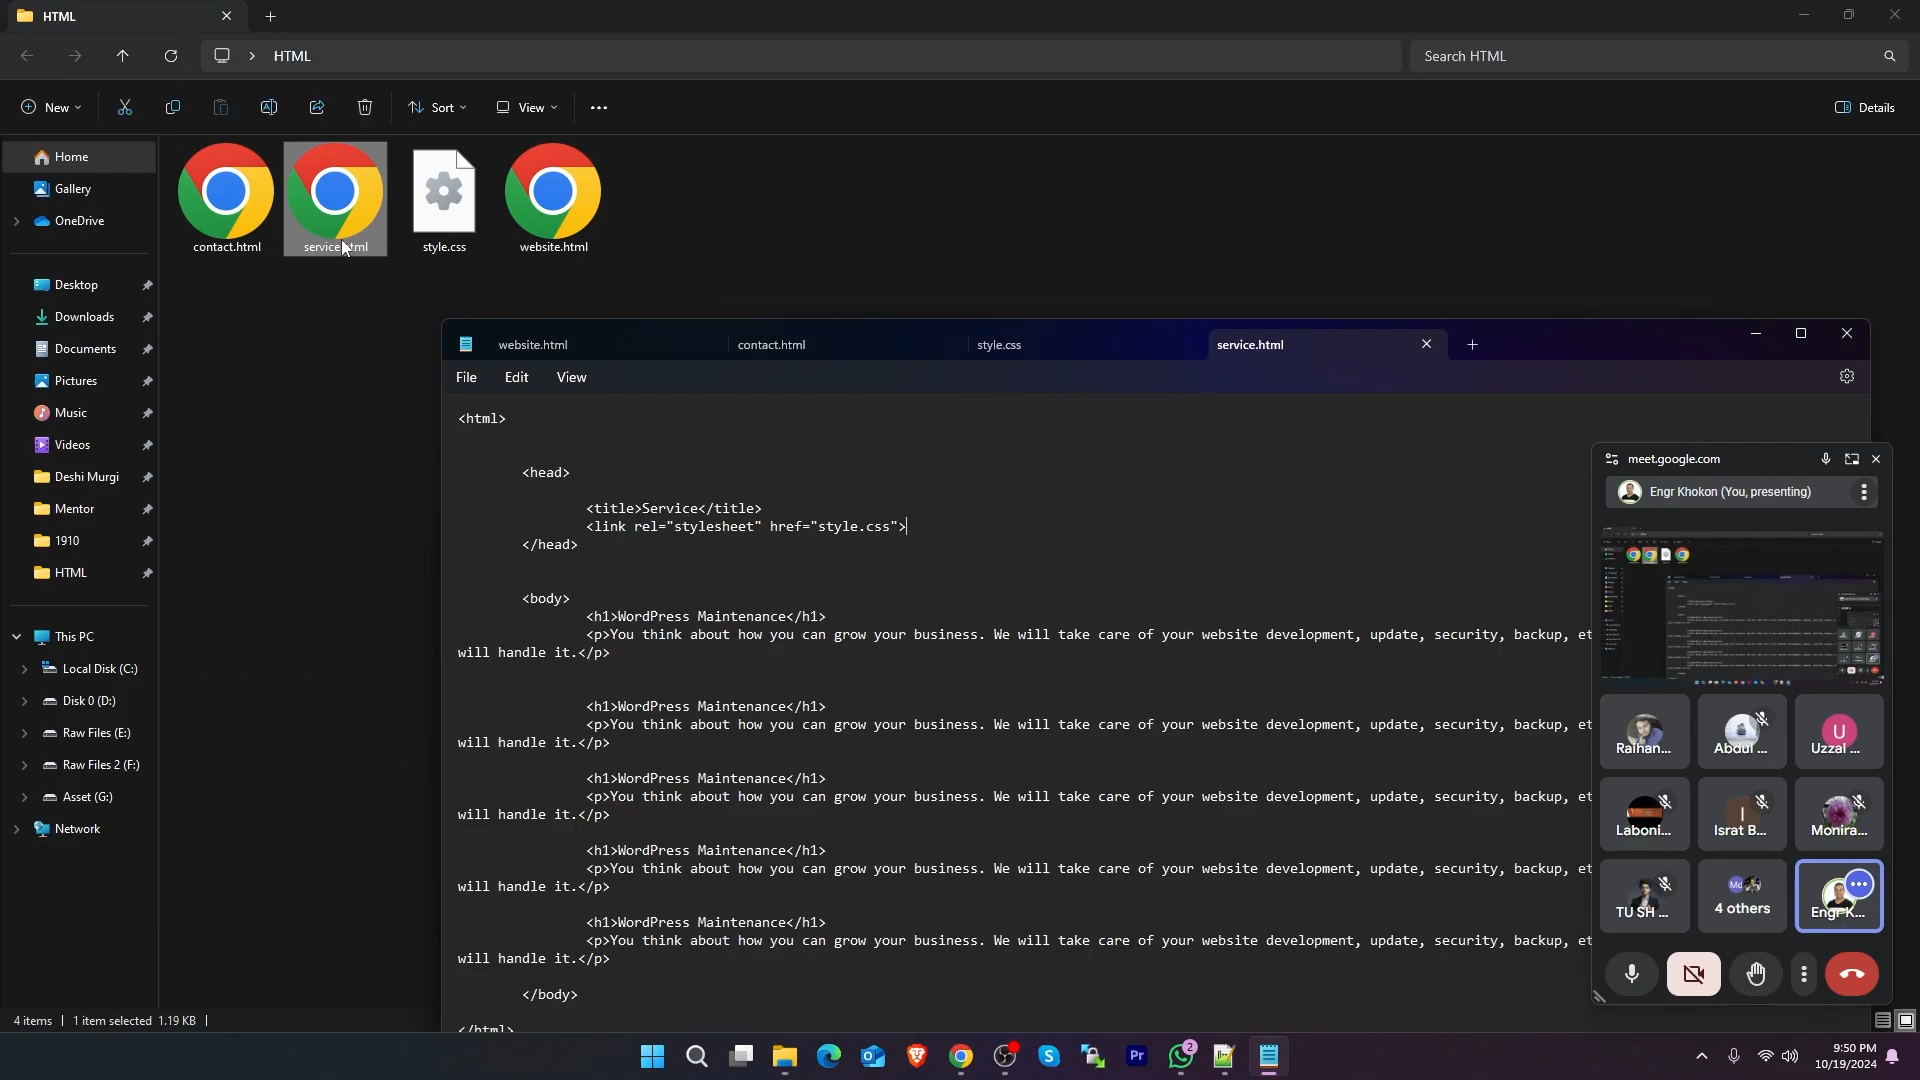 HTML
HTML
Search HTML
New
Sort
View
Details
Home
Gallery
OneDrive
Desktop
Downloads
Documents
Pictures
Music
Videos
Deshi Murgi
Mentor
1910
HTML
This PC
Local Disk (C:)
Disk 0 (D:)
Raw Files (E:)
Raw Files 2 (F:)
Asset (G:)
Network
contact.html
service.html
style.css
website.html
website.html
contact.html
style.css
service.html
File
Edit
View
<html>
<head>
<title>Service</title>
<link rel="stylesheet" href="style.css">
</head>
<body>
<h1>WordPress Maintenance</h1>
<p>You think about how you can grow your business. We will take care of your website development, update, security, backup, et
will handle it.</p>
<h1>WordPress Maintenance</h1>
<p>You think about how you can grow your business. We will take care of your website development, update, security, backup, et
will handle it.</p>
<h1>WordPress Maintenance</h1>
<p>You think about how you can grow your business. We will take care of your website development, update, security, backup, et
will handle it.</p>
<h1>WordPress Maintenance</h1>
<p>You think about how you can grow your business. We will take care of your website development, update, security, backup, et
will handle it.</p>
<h1>WordPress Maintenance</h1>
<p>You think about how you can grow your business. We will take care of your website development, update, security, backup, et
will handle it.</p>
</body>
</html>
meet.google.com
Engr Khokon (You, presenting)
Raihan...
Abdul ...
U
Uzzal ...
Laboni...
I
Israt B...
Monira...
TU SH ...
Md
4 others
Engr K...
4 items
1 item selected 1.19 KB
Pr
2
9:50 PM
10/19/2024